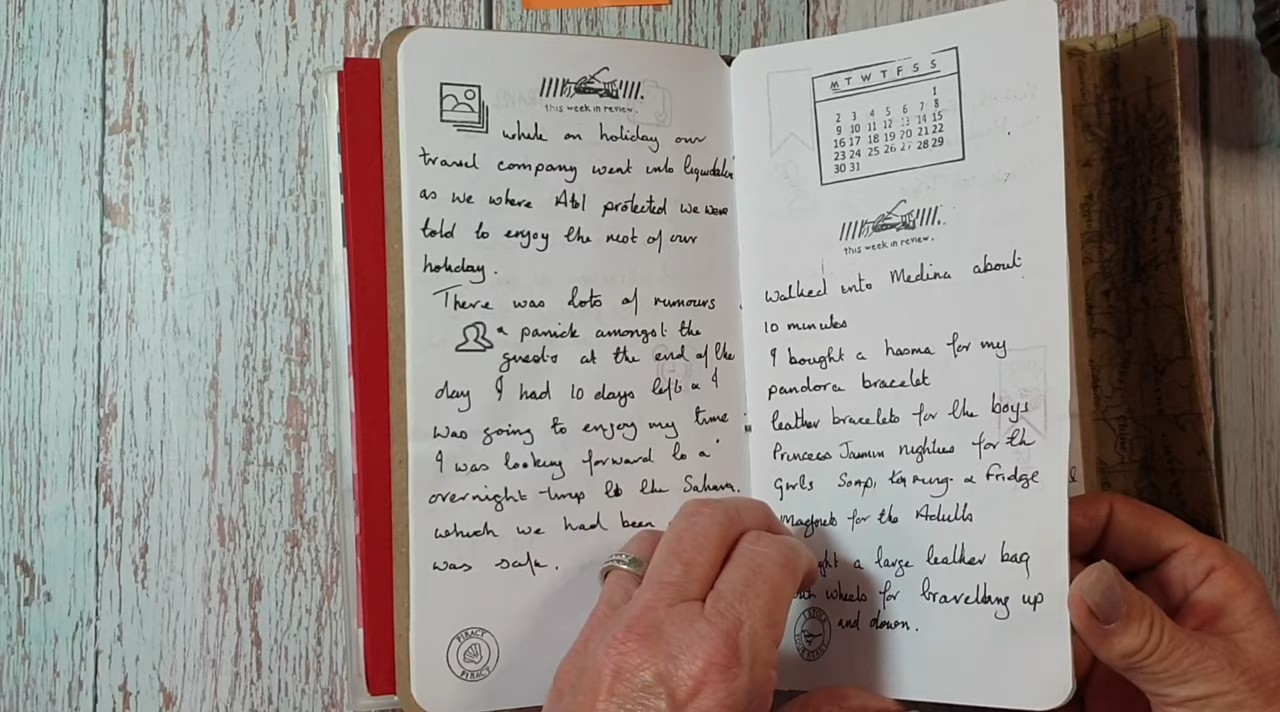 this week in review.
while on holiday our
travel company went into liquidation
as we where Atol protected we were
told to enjoy the rest of our
holiday.
There was lots of rumours
& panick amongst the
guests at the end of the
day I had 10 days left & I
was going to enjoy my time
I was looking forward to a
overnight trip to the Sahara.
which we had been
was safe.
PIRACY
PIRACY
M T W T F S S
1
2 3 4 5 6 7 8
9 10 11 12 13 14 15
16 17 18 19 20 21 22
23 24 25 26 27 28 29
30 31
this week in review.
Walked into Medina about
10 minutes
I bought a hasma for my
pandora bracelet
leather bracelets for the boys
Princess Jasmin nighties for the
girls Soap, & Fridge
Magnets for the Adults
a large leather bag
wheels for travelling up
and down.
I STOLE
YOUR HEART